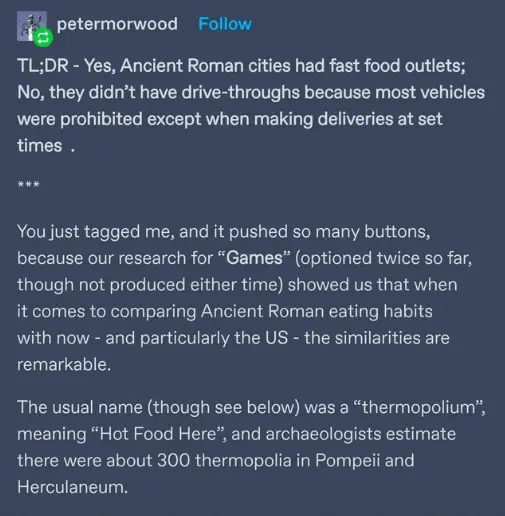 petermorwood Follow
TL;DR - Yes, Ancient Roman cities had fast food outlets;
No, they didn't have drive-throughs because most vehicles
were prohibited except when making deliveries at set
times .
***
You just tagged me, and it pushed so many buttons,
because our research for “Games” (optioned twice so far,
though not produced either time) showed us that when
it comes to comparing Ancient Roman eating habits
with now - and particularly the US - the similarities are
remarkable.
The usual name (though see below) was a “thermopolium”,
meaning “Hot Food Here”, and archaeologists estimate
there were about 300 thermopolia in Pompeii and
Herculaneum.